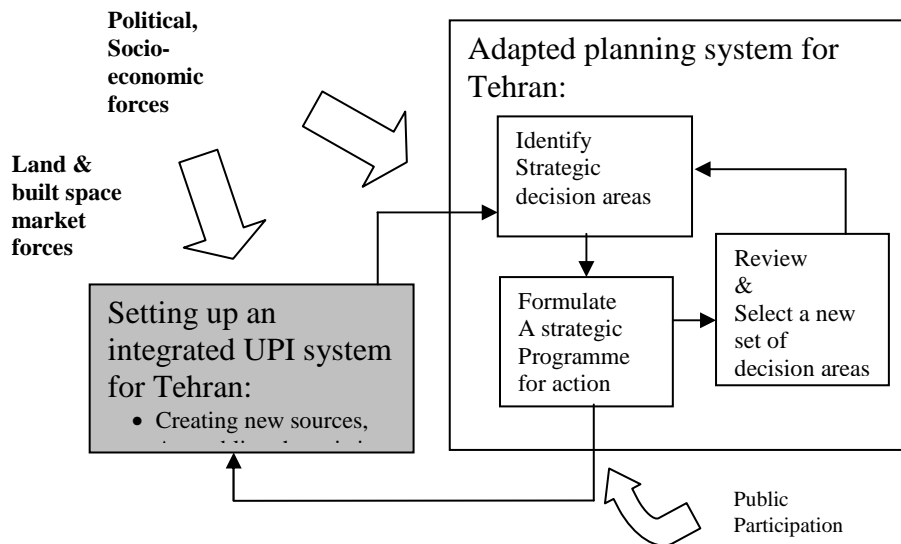 Political,
Socio-
economic
forces
Land &
built space
market
forces
Adapted planning system for
Tehran:
Identify
Strategic
decision areas
Review
&
Select a new
set of
decision areas
Formulate
A strategic
Programme
for action
Setting up an
integrated UPI system
for Tehran:
• Creating new sources,
Public
Participation